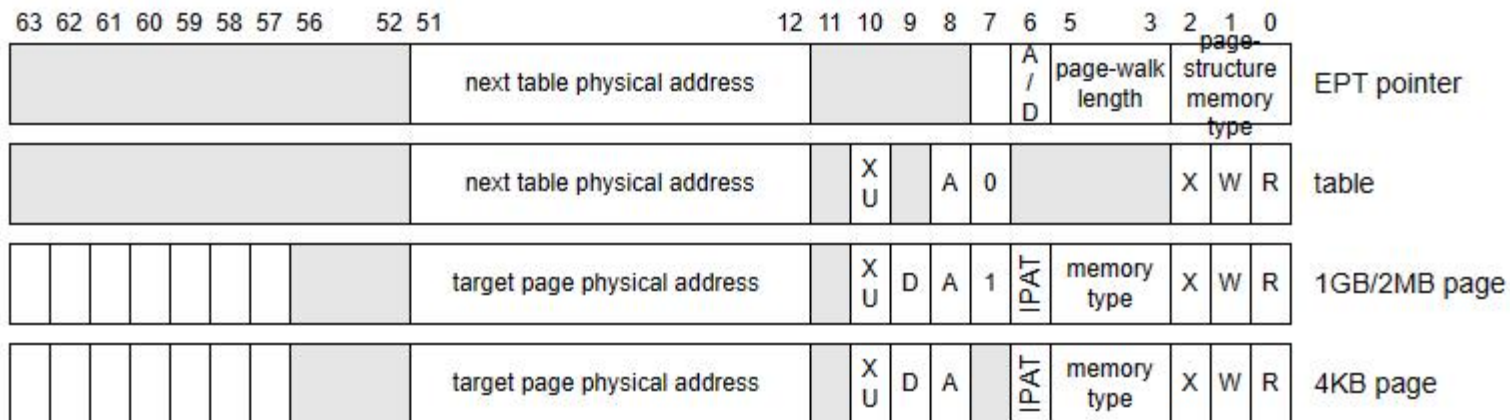 63 62 61 60 59 58 57 56 52 51 12 11 10 9 8 7 6 5 3 2 1 0
next table physical address A / D page-walk length page-structure memory type EPT pointer
next table physical address XU A 0 X W R table
target page physical address XU D A 1 IPAT memory type X W R 1GB/2MB page
target page physical address XU D A IPAT memory type X W R 4KB page